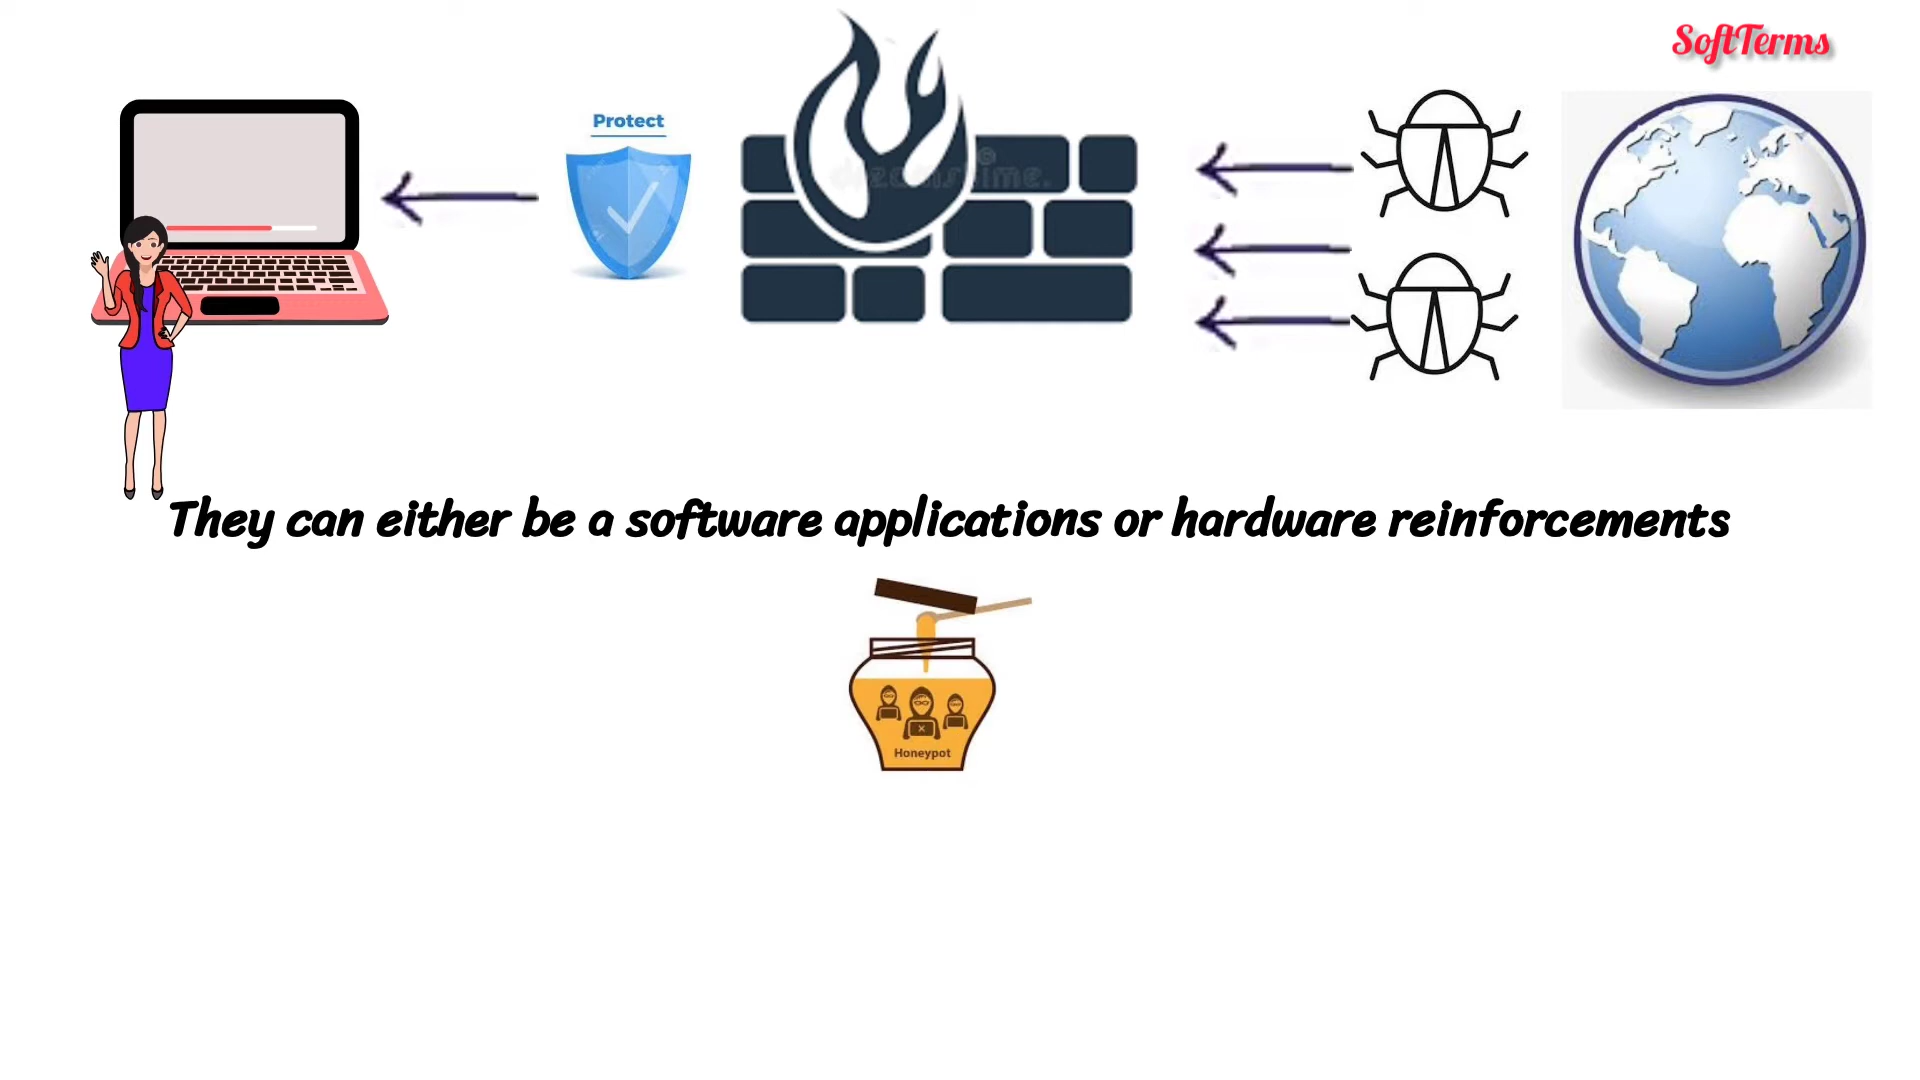 SoftTerms
Protect
They can either be a software applications or hardware reinforcements
Honeypot